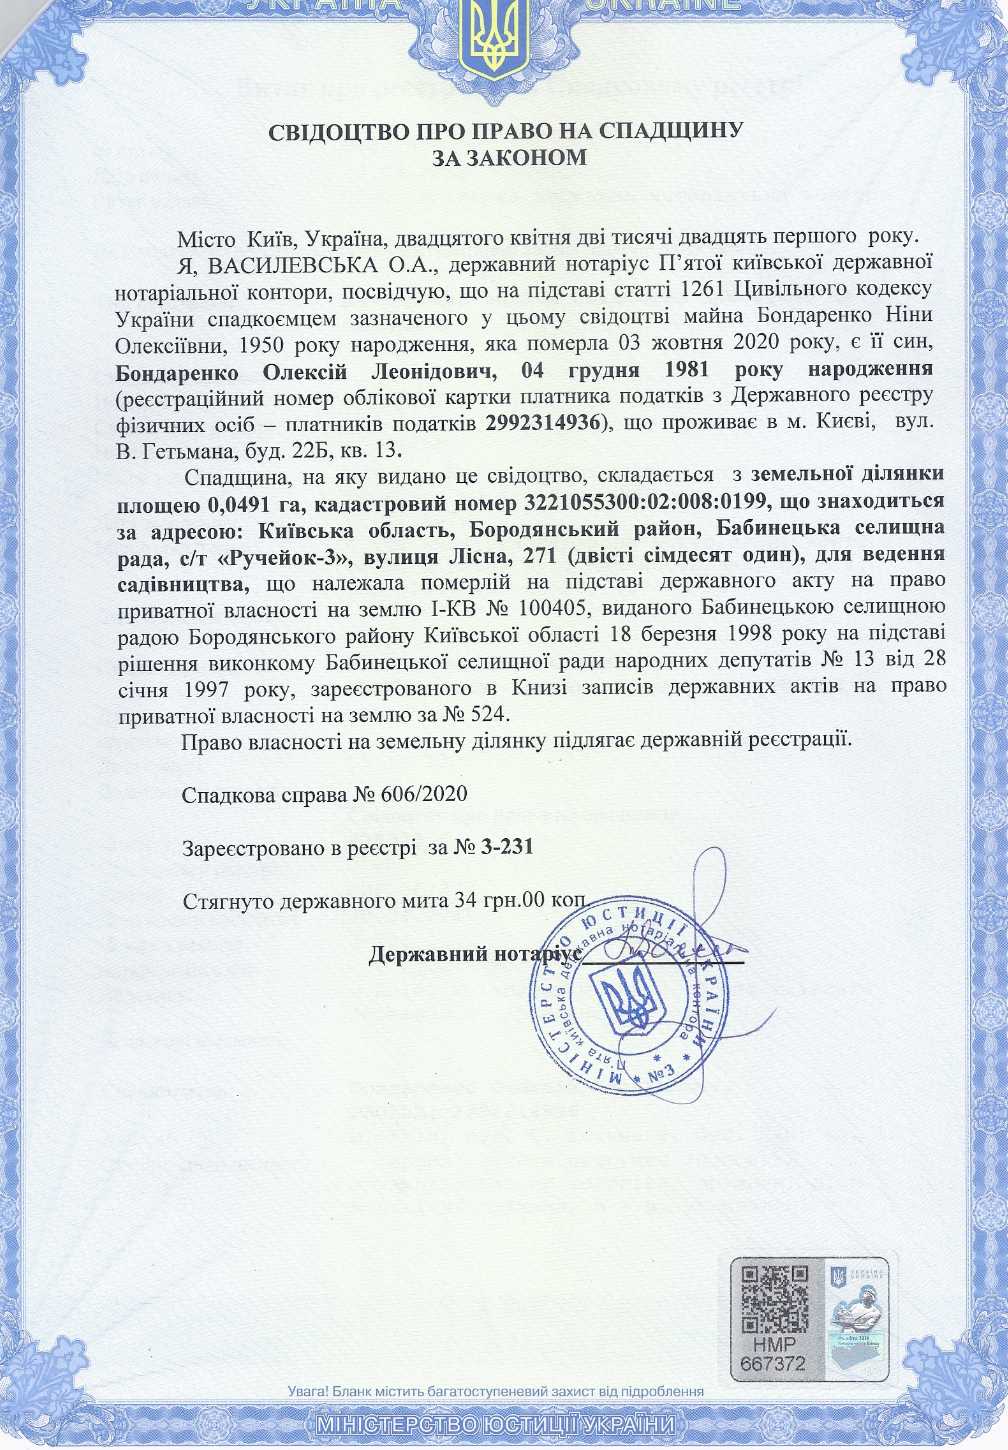 УКРАЇНА UKRAINE
СВІДОЦТВО ПРО ПРАВО НА СПАДЩИНУ
ЗА ЗАКОНОМ
Місто Київ, Україна, двадцятого квітня дві тисячі двадцять першого року.
Я, ВАСИЛЕВСЬКА О.А., державний нотаріус П’ятої київської державної
нотаріальної контори, посвідчую, що на підставі статті 1261 Цивільного кодексу
України спадкоємцем зазначеного у цьому свідоцтві майна Бондаренко Ніни
Олексіївни, 1950 року народження, яка померла 03 жовтня 2020 року, є її син,
Бондаренко Олексій Леонідович, 04 грудня 1981 року народження
(реєстраційний номер облікової картки платника податків з Державного реєстру
фізичних осіб – платників податків 2992314936), що проживає в м. Києві, вул.
В. Гетьмана, буд. 22Б, кв. 13.
Спадщина, на яку видано це свідоцтво, складається з земельної ділянки
площею 0,0491 га, кадастровий номер 3221055300:02:008:0199, що знаходиться
за адресою: Київська область, Бородянський район, Бабинецька селищна
рада, с/т «Ручейок-3», вулиця Лісна, 271 (двісті сімдесят один), для ведення
садівництва, що належала померлій на підставі державного акту на право
приватної власності на землю І-КВ № 100405, виданого Бабинецькою селищною
радою Бородянського району Київської області 18 березня 1998 року на підставі
рішення виконкому Бабинецької селищної ради народних депутатів № 13 від 28
січня 1997 року, зареєстрованого в Книзі записів державних актів на право
приватної власності на землю за № 524.
Право власності на земельну ділянку підлягає державній реєстрації.
Спадкова справа № 606/2020
Зареєстровано в реєстрі за № 3-231
Стягнуто державного мита 34 грн.00 коп.
Державний нотаріус
МІНІСТЕРСТВО ЮСТИЦІЇ УКРАЇНИ * №3 *
П'ята київська державна нотаріальна контора *
УКРАЇНА
UKRAINE
НМР
667372
Увага! Бланк містить багатоступеневий захист від підроблення
МІНІСТЕРСТВО ЮСТИЦІЇ УКРАЇНИ